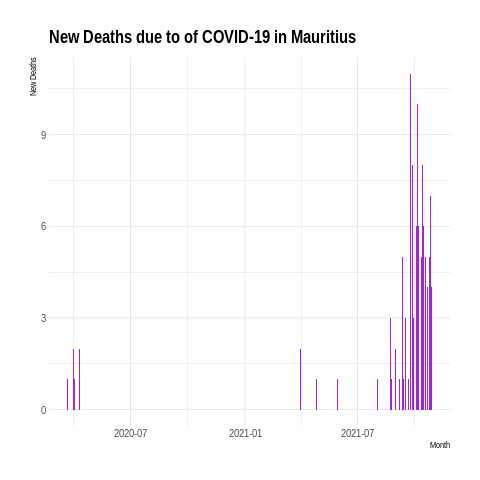 New Deaths due to of COVID-19 in Mauritius
New Deaths
9
6
3
0
2020-07
2021-01
2021-07
Month